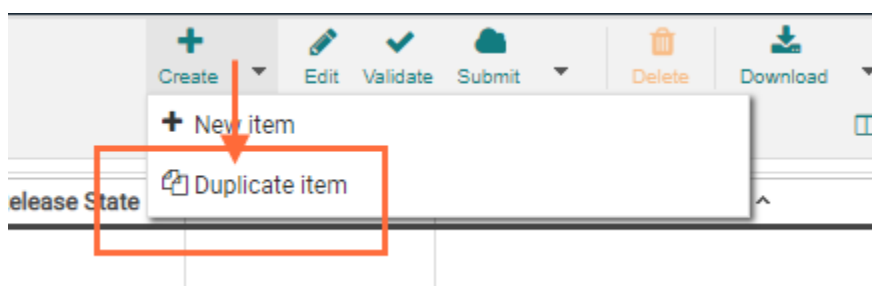 Create Edit Validate Submit Delete Download
New item
Duplicate item
elease State